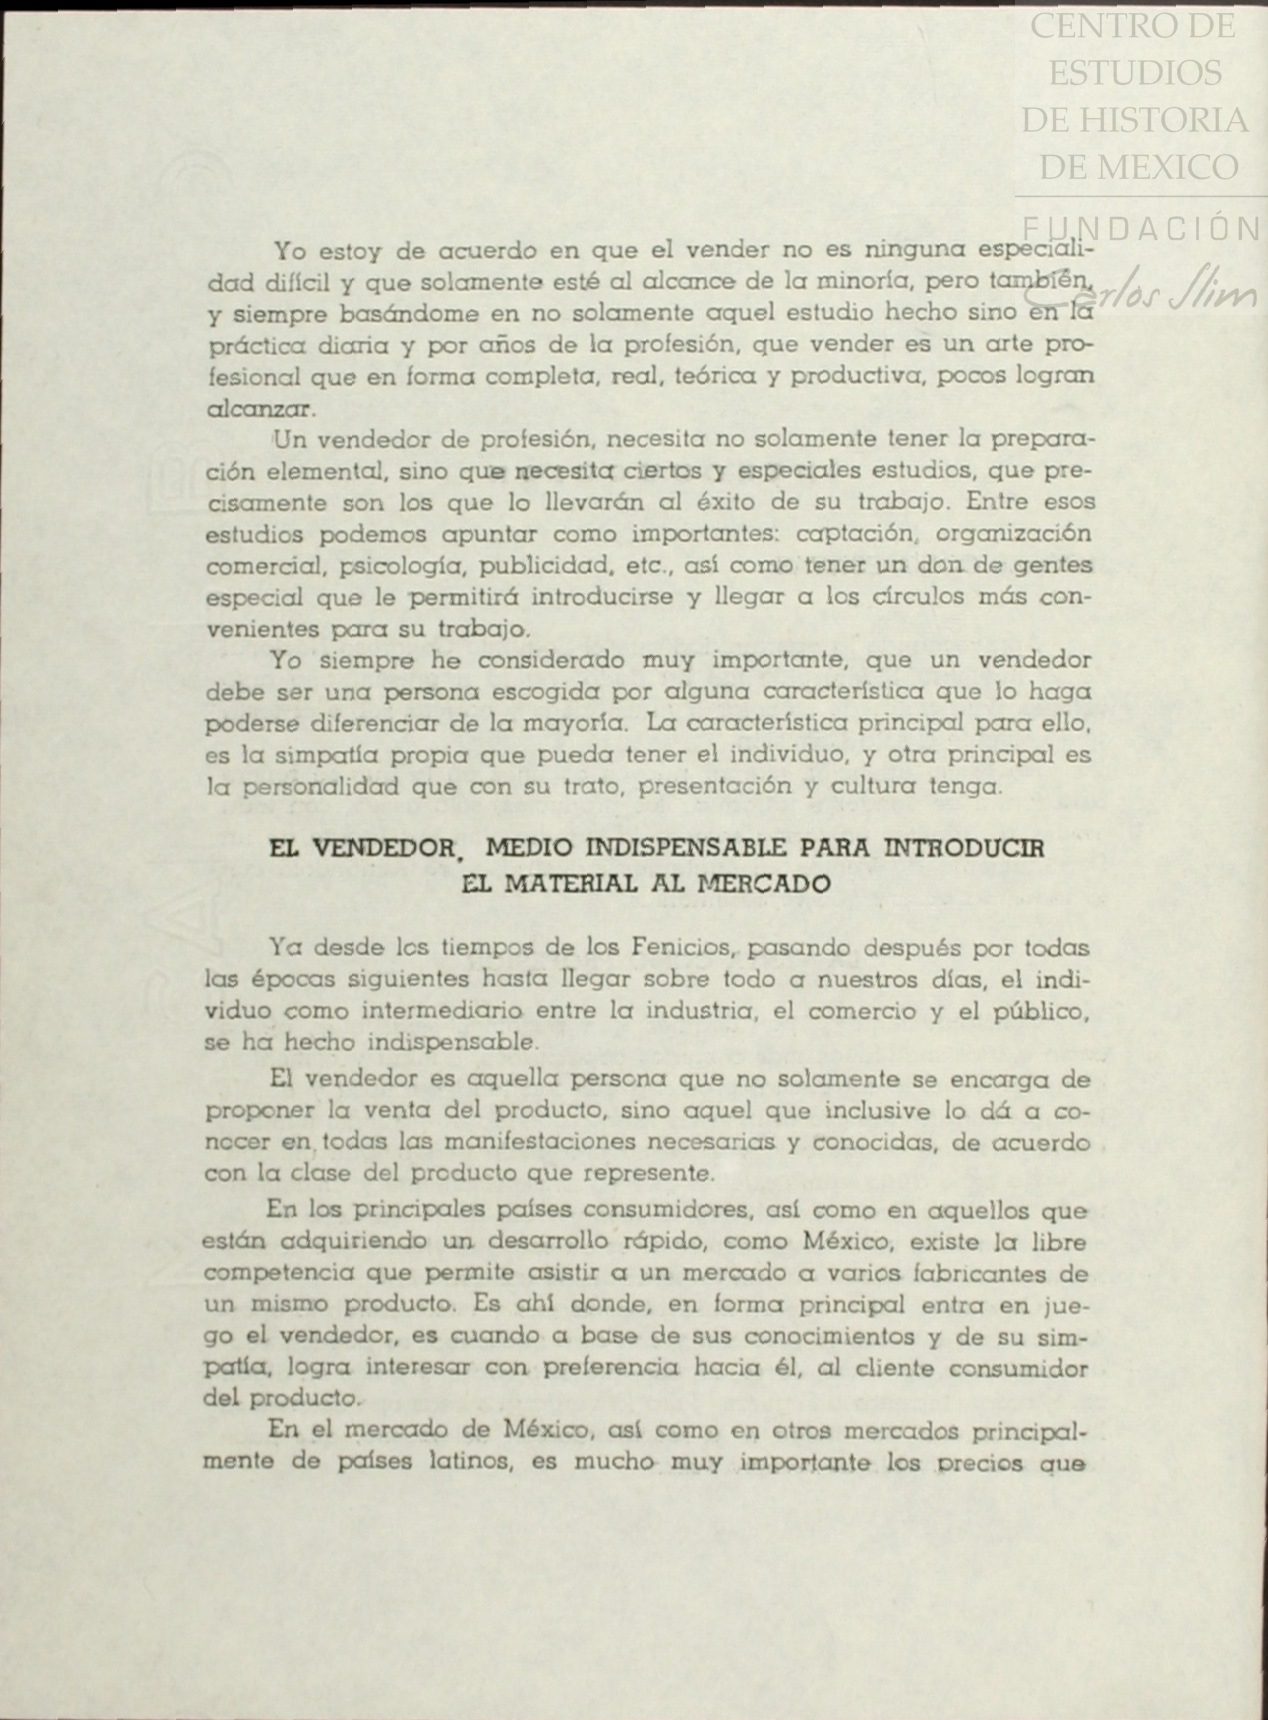 CENTRO DE
ESTUDIOS
DE HISTORIA
DE MEXICO
FUNDACIÓN
Carlos Slim
Yo estoy de acuerdo en que el vender no es ninguna especiali-
dad difícil y que solamente esté al alcance de la minoría, pero también,
y siempre basándome en no solamente aquel estudio hecho sino en la
práctica diaria y por años de la profesión, que vender es un arte pro-
fesional que en forma completa, real, teórica y productiva, pocos logran
alcanzar.
Un vendedor de profesión, necesita no solamente tener la prepara-
ción elemental, sino que necesita ciertos y especiales estudios, que pre-
cisamente son los que lo llevarán al éxito de su trabajo. Entre esos
estudios podemos apuntar como importantes: captación, organización
comercial, psicología, publicidad, etc., así como tener un don de gentes
especial que le permitirá introducirse y llegar a los círculos más con-
venientes para su trabajo.
Yo siempre he considerado muy importante, que un vendedor
debe ser una persona escogida por alguna característica que lo haga
poderse diferenciar de la mayoría. La característica principal para ello,
es la simpatía propia que pueda tener el individuo, y otra principal es
la personalidad que con su trato, presentación y cultura tenga.
EL VENDEDOR, MEDIO INDISPENSABLE PARA INTRODUCIR
EL MATERIAL AL MERCADO
Ya desde los tiempos de los Fenicios, pasando después por todas
las épocas siguientes hasta llegar sobre todo a nuestros días, el indi-
viduo como intermediario entre la industria, el comercio y el público,
se ha hecho indispensable.
El vendedor es aquella persona que no solamente se encarga de
proponer la venta del producto, sino aquel que inclusive lo dá a co-
nocer en todas las manifestaciones necesarias y conocidas, de acuerdo
con la clase del producto que represente.
En los principales países consumidores, así como en aquellos que
están adquiriendo un desarrollo rápido, como México, existe la libre
competencia que permite asistir a un mercado a varios fabricantes de
un mismo producto. Es ahí donde, en forma principal entra en jue-
go el vendedor, es cuando a base de sus conocimientos y de su sim-
patía, logra interesar con preferencia hacia él, al cliente consumidor
del producto.
En el mercado de México, así como en otros mercados principal-
mente de países latinos, es mucho muy importante los precios que